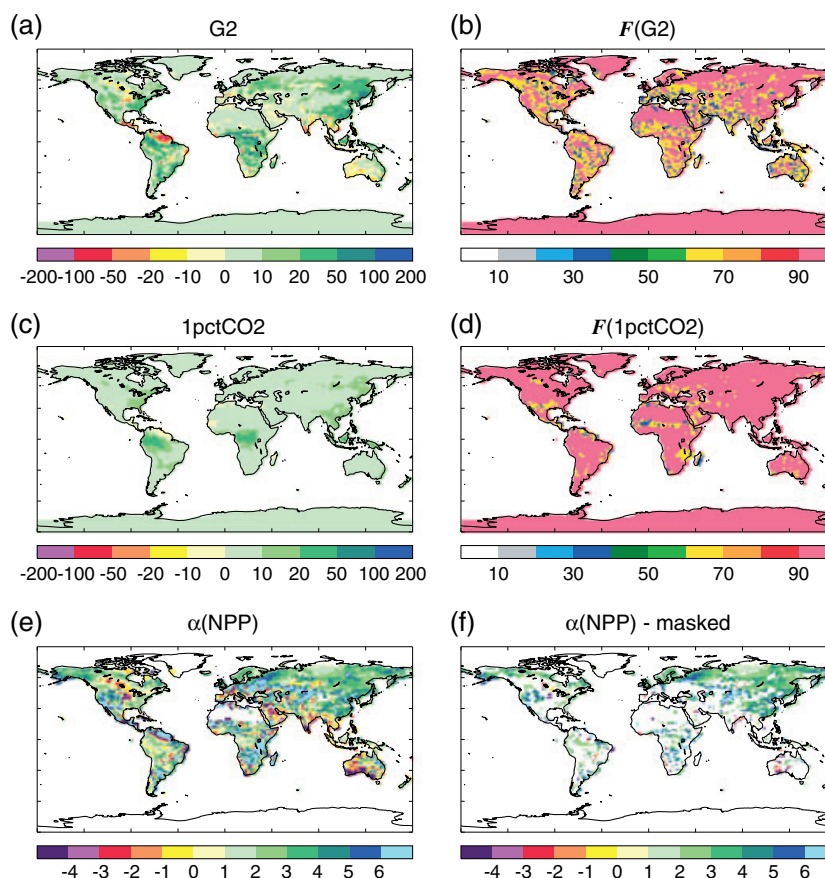 (a) G2
(b) F(G2)
-200 -100 -50 -20 -10 0 10 20 50 100 200
10 30 50 70 90
(c) 1pctCO2
(d) F(1pctCO2)
-200 -100 -50 -20 -10 0 10 20 50 100 200
10 30 50 70 90
(e) α(NPP)
(f) α(NPP) - masked
-4 -3 -2 -1 0 1 2 3 4 5 6
-4 -3 -2 -1 0 1 2 3 4 5 6